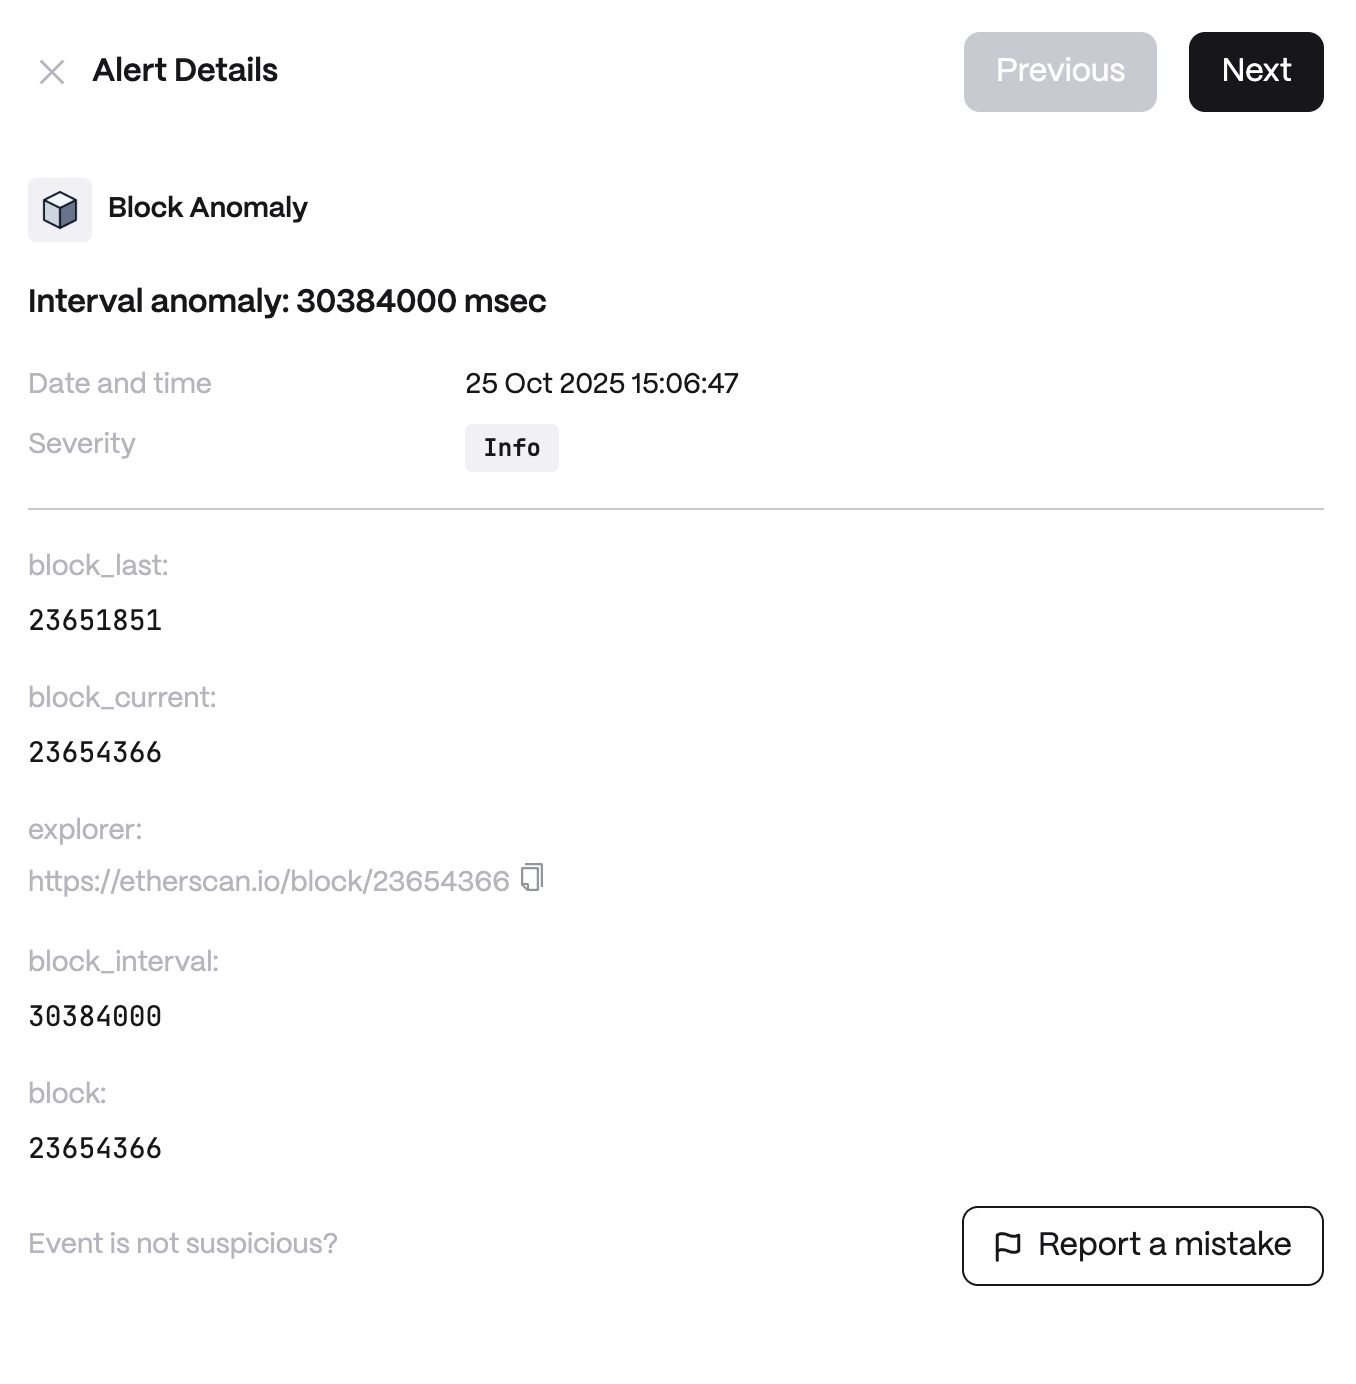 Alert Details
Previous
Next
Block Anomaly
Interval anomaly: 30384000 msec
Date and time
25 Oct 2025 15:06:47
Severity
Info
block_last:
23651851
block_current:
23654366
explorer:
https://etherscan.io/block/23654366
block_interval:
30384000
block:
23654366
Event is not suspicious?
Report a mistake